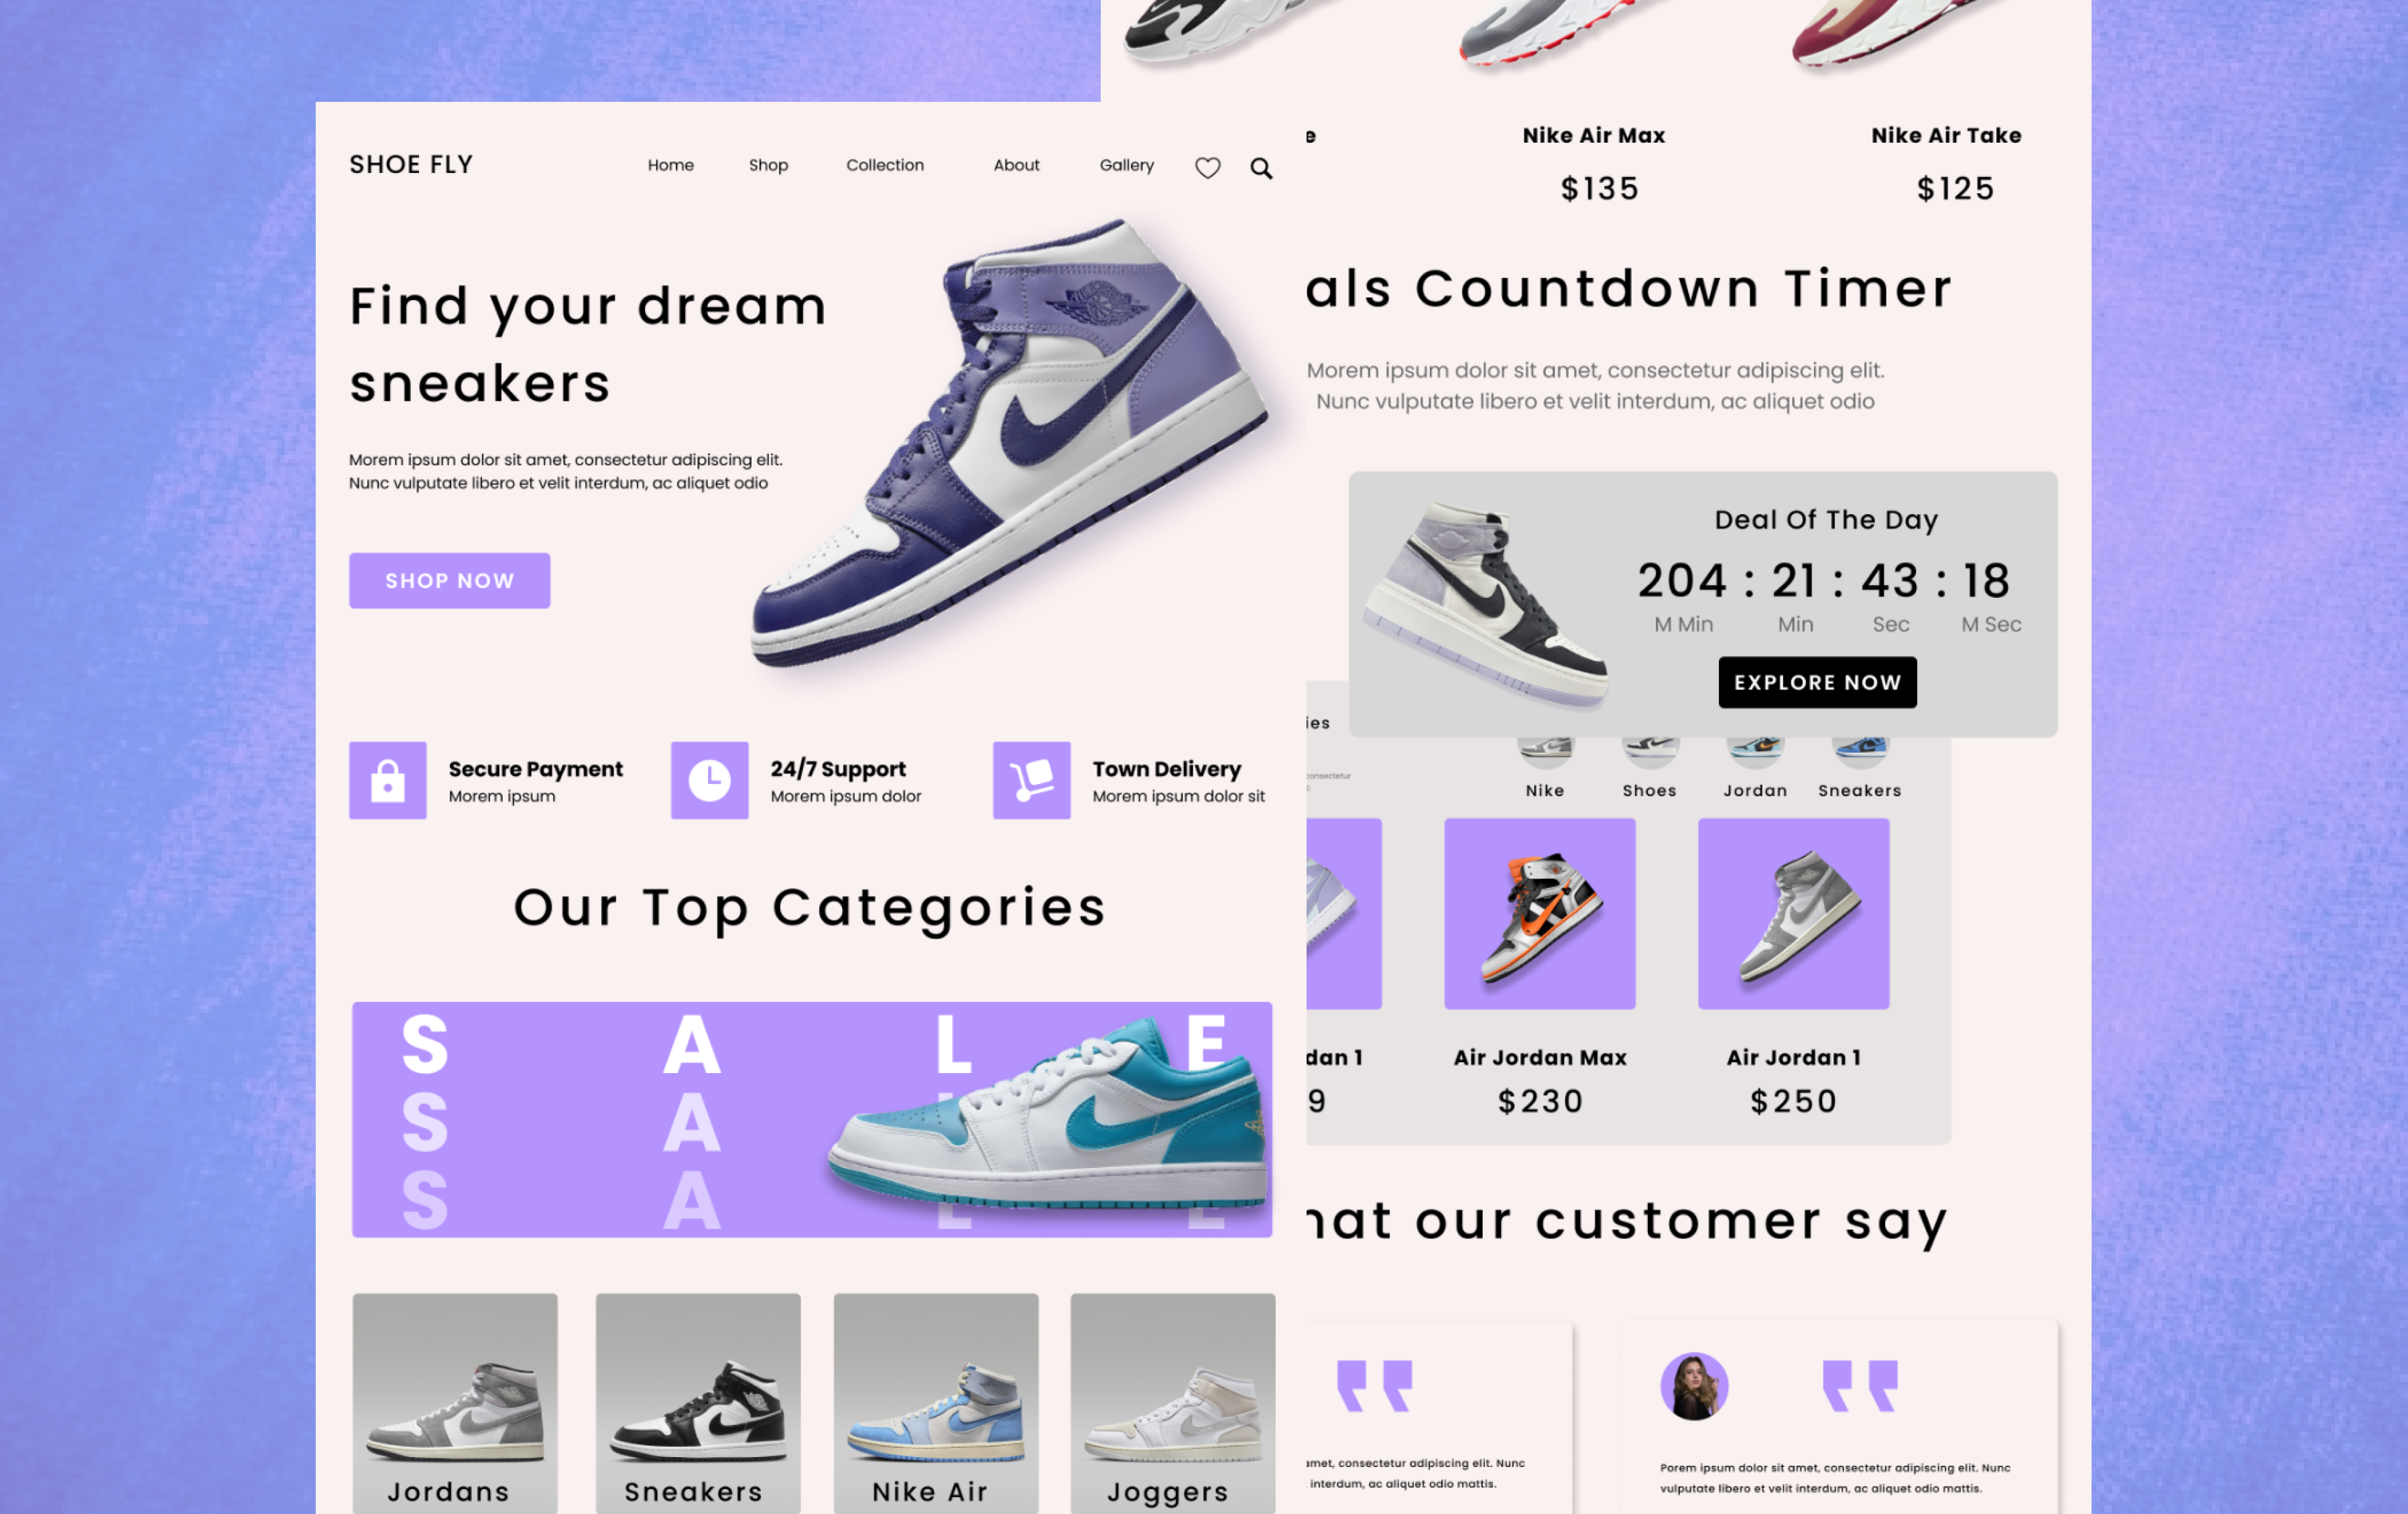 SHOE FLY
Home Shop Collection About Gallery
Find your dream
sneakers
Morem ipsum dolor sit amet, consectetur adipiscing elit.
Nunc vulputate libero et velit interdum, ac aliquet odio
SHOP NOW
Secure Payment
Morem ipsum
24/7 Support
Morem ipsum dolor
Town Delivery
Morem ipsum dolor sit
Our Top Categories
S A L E
S A L
S A L E
Jordans
Sneakers
Nike Air
Joggers
e
Nike Air Max
$135
Nike Air Take
$125
als Countdown Timer
Morem ipsum dolor sit amet, consectetur adipiscing elit.
Nunc vulputate libero et velit interdum, ac aliquet odio
Deal Of The Day
204 : 21 : 43 : 18
M Min Min Sec M Sec
EXPLORE NOW
ies
consectetur
Nike Shoes Jordan Sneakers
dan 1
9
Air Jordan Max
$230
Air Jordan 1
$250
hat our customer say
amet, consectetur adipiscing elit. Nunc
interdum, ac aliquet odio mattis.
Porem ipsum dolor sit amet, consectetur adipiscing elit. Nunc
vulputate libero et velit interdum, ac aliquet odio mattis.